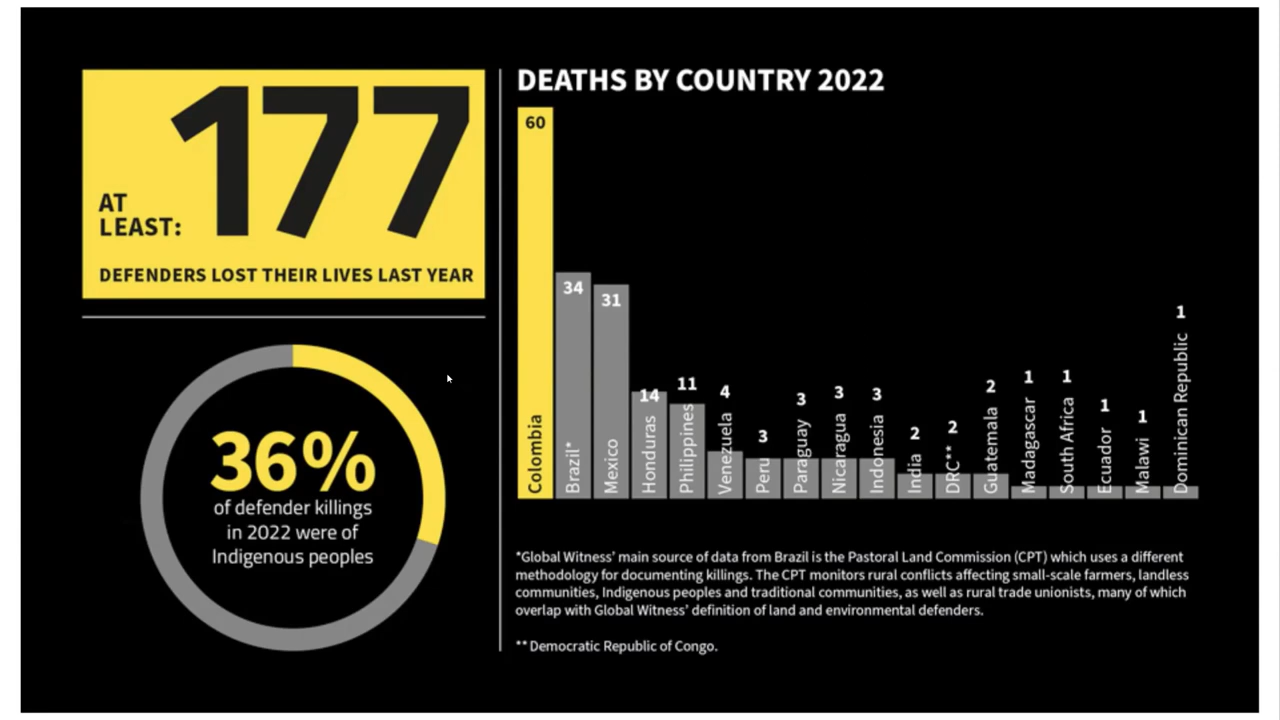 AT
LEAST:
177
DEFENDERS LOST THEIR LIVES LAST YEAR
36%
of defender killings
in 2022 were of
Indigenous peoples
DEATHS BY COUNTRY 2022
60
Colombia
34
Brazil*
31
Mexico
14
Honduras
11
Philippines
4
Venezuela
3
Peru
3
Paraguay
3
Nicaragua
3
Indonesia
2
India
2
DRC**
2
Guatemala
1
Madagascar
1
South Africa
1
Ecuador
1
Malawi
1
Dominican Republic
*Global Witness’ main source of data from Brazil is the Pastoral Land Commission (CPT) which uses a different
methodology for documenting killings. The CPT monitors rural conflicts affecting small-scale farmers, landless
communities, Indigenous peoples and traditional communities, as well as rural trade unionists, many of which
overlap with Global Witness’ definition of land and environmental defenders.
** Democratic Republic of Congo.